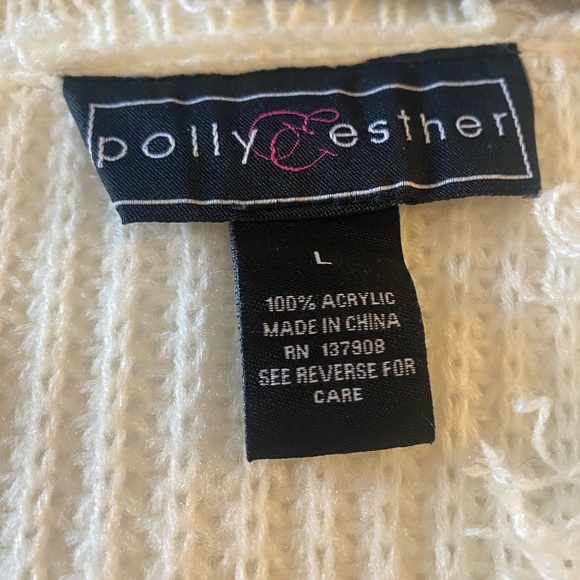 polly & esther
L
100% ACRYLIC
MADE IN CHINA
RN 137908
SEE REVERSE FOR
CARE